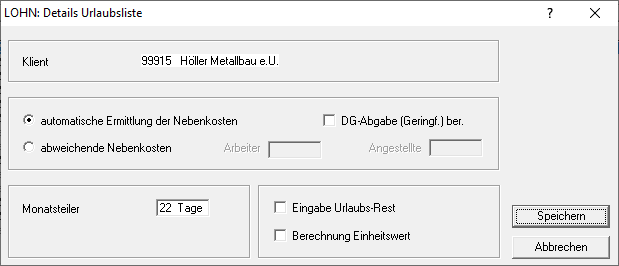 LOHN: Details Urlaubsliste ? ×
Klient 99915 Höller Metallbau e.U.
automatische Ermittlung der Nebenkosten DG-Abgabe (Geringf.) ber.
abweichende Nebenkosten Arbeiter Angestellte
Monatsteiler 22 Tage
Eingabe Urlaubs-Rest
Berechnung Einheitswert
Speichern
Abbrechen